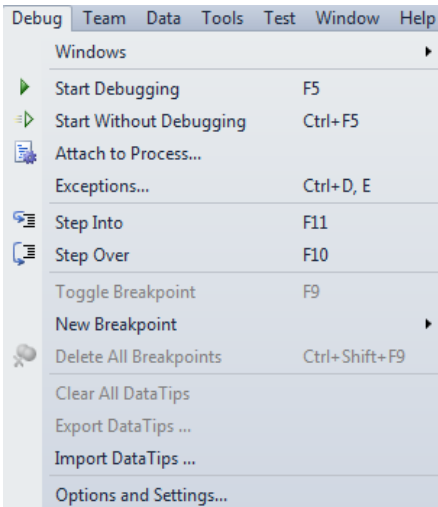 Debug Team Data Tools Test Window Help
Windows
Start Debugging F5
Start Without Debugging Ctrl+F5
Attach to Process...
Exceptions... Ctrl+D, E
Step Into F11
Step Over F10
Toggle Breakpoint F9
New Breakpoint
Delete All Breakpoints Ctrl+Shift+F9
Clear All DataTips
Export DataTips ...
Import DataTips ...
Options and Settings...